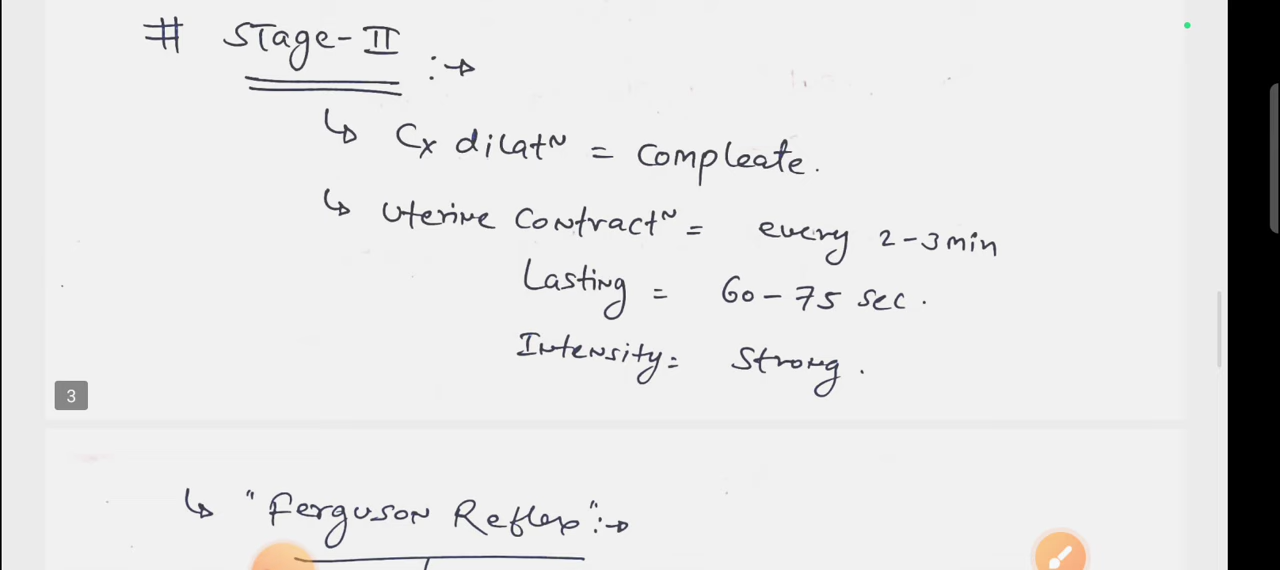 # Stage-II :→
↳ Cx dilatᴺ = Compleate.
↳ Uterine Contractᴺ = every 2-3 min
Lasting = 60-75 sec.
Intensity = Strong.
3
↳ "Ferguson Reflex" :→